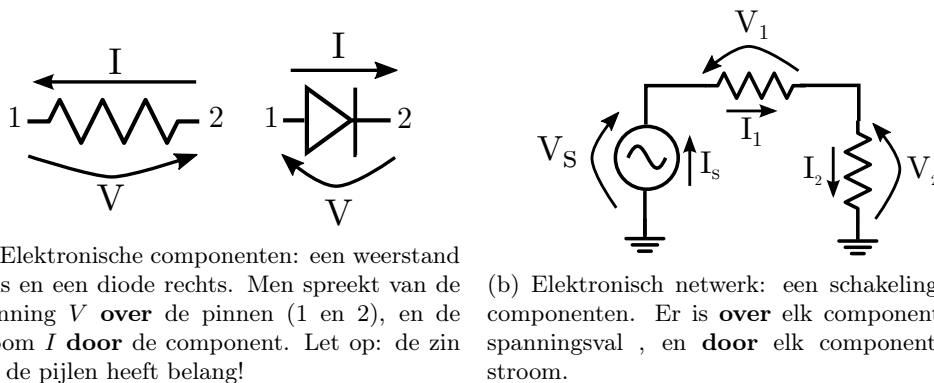 I
1
2
V
I
1
2
V
Elektronische componenten: een weerstand
en een diode rechts. Men spreekt van de
V over de pinnen (1 en 2), en de
I door de component. Let op: de zin
de pijlen heeft belang!
V1
I1
VS
Is
I2
V2
(b) Elektronisch netwerk: een schakeling
componenten. Er is over elk component
spanningsval , en door elk component
stroom.